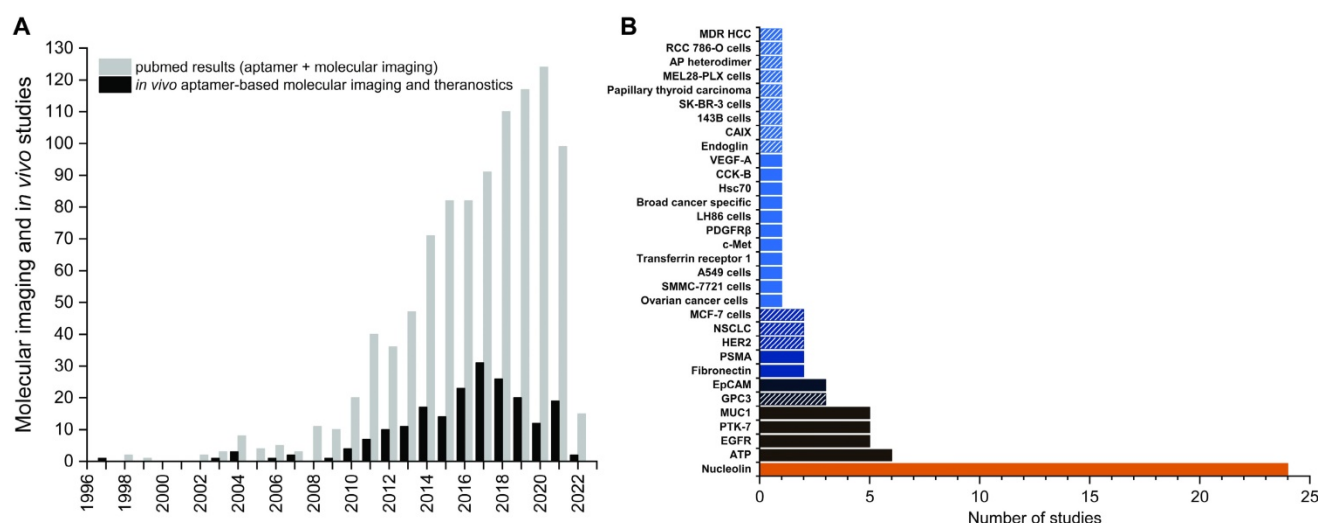 A
Molecular imaging and in vivo studies
130
120
110
100
90
80
70
60
50
40
30
20
10
0
pubmed results (aptamer + molecular imaging)
in vivo aptamer-based molecular imaging and theranostics
1996
1998
2000
2002
2004
2006
2008
2010
2012
2014
2016
2018
2020
2022
B
MDR HCC
RCC 786-O cells
AP heterodimer
MEL28-PLX cells
Papillary thyroid carcinoma
SK-BR-3 cells
143B cells
CAIX
Endoglin
VEGF-A
CCK-B
Hsc70
Broad cancer specific
LH86 cells
PDGFRβ
c-Met
Transferrin receptor 1
A549 cells
SMMC-7721 cells
Ovarian cancer cells
MCF-7 cells
NSCLC
HER2
PSMA
Fibronectin
EpCAM
GPC3
MUC1
PTK-7
EGFR
ATP
Nucleolin
0 5 10 15 20 25
Number of studies